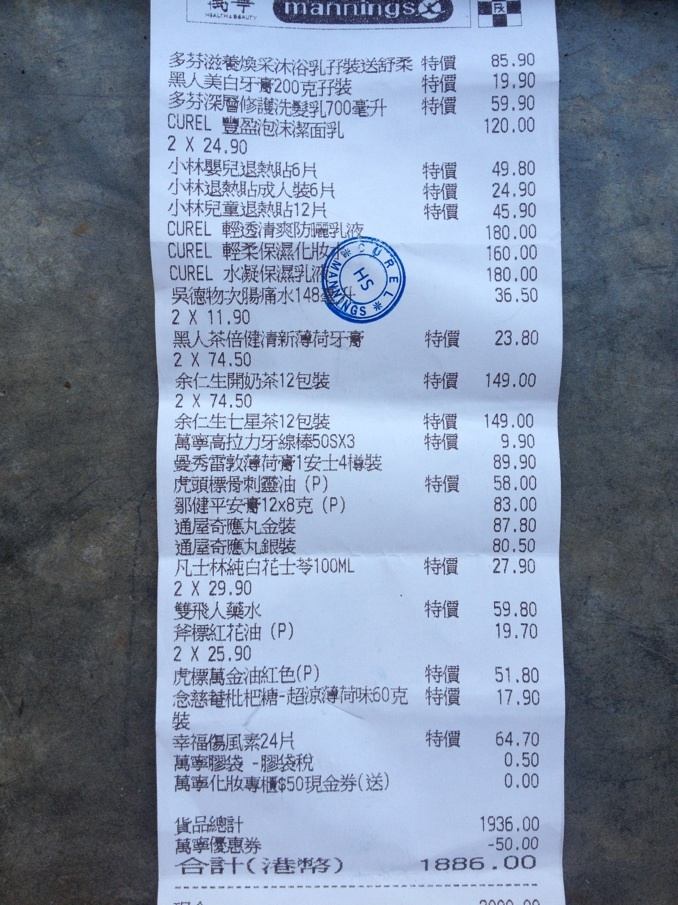 萬寧 mannings
HEALTH & BEAUTY
多芬滋養煥采沐浴乳孖裝送舒柔 特價 85.90
黑人美白牙膏200克孖裝 特價 19.90
多芬深層修護洗髮乳700毫升 特價 59.90
CUREL 豐盈泡沫潔面乳 120.00
2 X 24.90
小林嬰兒退熱貼6片 特價 49.80
小林退熱貼成人裝6片 特價 24.90
小林兒童退熱貼12片 特價 45.90
CUREL 輕透清爽防曬乳液 180.00
CUREL 輕柔保濕化妝 160.00
CUREL 水凝保濕乳液 180.00
吳德物次腸痛水148 36.50
CUREL MANNINGS HS
2 X 11.90
黑人茶倍健清新薄荷牙膏 特價 23.80
2 X 74.50
余仁生開奶茶12包裝 特價 149.00
2 X 74.50
余仁生七星茶12包裝 特價 149.00
萬寧高拉力牙線棒50SX3 特價 9.90
曼秀雷敦薄荷膏1安士4樽裝 89.90
虎頭標骨刺靈油 (P) 特價 58.00
鄒健平安膏12x8克 (P) 83.00
通屋奇應丸金裝 87.80
通屋奇應丸銀裝 80.50
凡士林純白花士苓100ML 特價 27.90
2 X 29.90
雙飛人藥水 特價 59.80
斧標紅花油 (P) 19.70
2 X 25.90
虎標萬金油紅色(P) 特價 51.80
念慈菴枇杷糖-超涼薄荷味60克 特價 17.90
裝
幸福傷風素24片 特價 64.70
萬寧膠袋 -膠袋稅 0.50
萬寧化妝專櫃$50現金券(送) 0.00
貨品總計 1936.00
萬寧優惠券 -50.00
合計(港幣) 1886.00